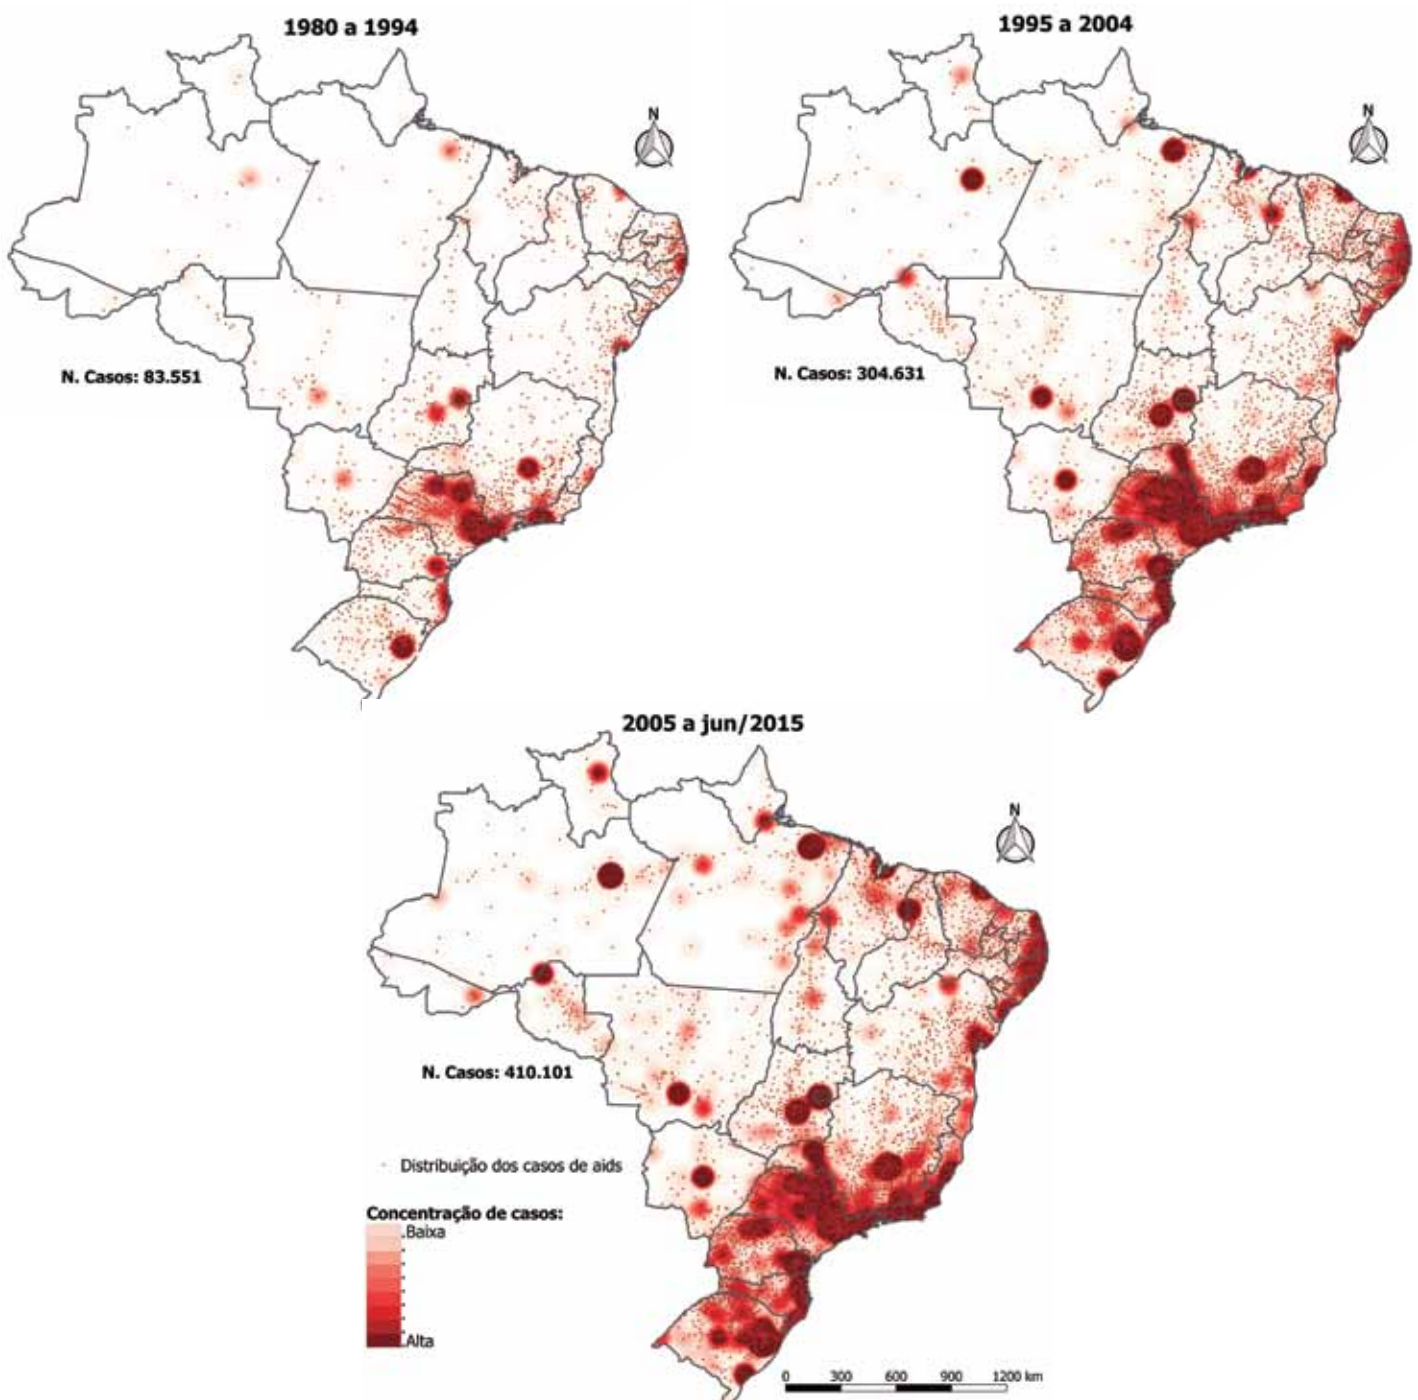 1980 a 1994
N
N. Casos: 83.551
1995 a 2004
N
N. Casos: 304.631
2005 a jun/2015
N
N. Casos: 410.101
Distribuição dos casos de aids
Concentração de casos:
Baixa
Alta
0 300 600 900 1200 km